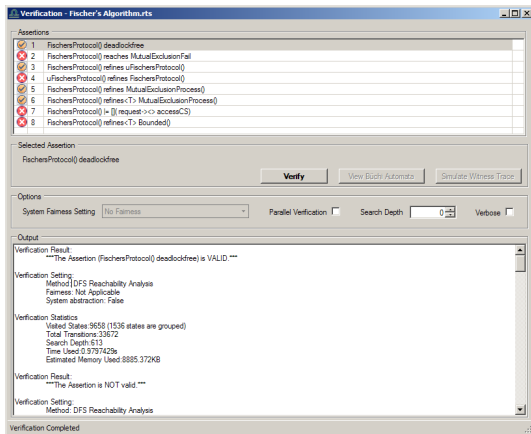 Verification - Fischer's Algorithm.rts
Assertions
1 FischersProtocol() deadlockfree
2 FischersProtocol() reaches MutualExclusionFail
3 FischersProtocol() refines uFischersProtocol()
4 uFischersProtocol() refines FischersProtocol()
5 FischersProtocol() refines MutualExclusionProcess()
6 FischersProtocol() refines<T> MutualExclusionProcess()
7 FischersProtocol() |= []( request-><> accessCS)
8 FischersProtocol() refines<T> Bounded()
Selected Assertion
FischersProtocol() deadlockfree
Verify View Büchi Automata Simulate Witness Trace
Options
System Fairness Setting No Fairness Parallel Verification Search Depth 0 Verbose
Output
Verification Result:
***The Assertion (FischersProtocol() deadlockfree) is VALID.***
Verification Setting:
Method: DFS Reachability Analysis
Fairness: Not Applicable
System abstraction: False
Verification Statistics
Visited States:9658 (1536 states are grouped)
Total Transitions:33672
Search Depth:613
Time Used:0.9797429s
Estimated Memory Used:8885.372KB
Verification Result:
***The Assertion is NOT valid.***
Verification Setting:
Method: DFS Reachability Analysis
Verification Completed